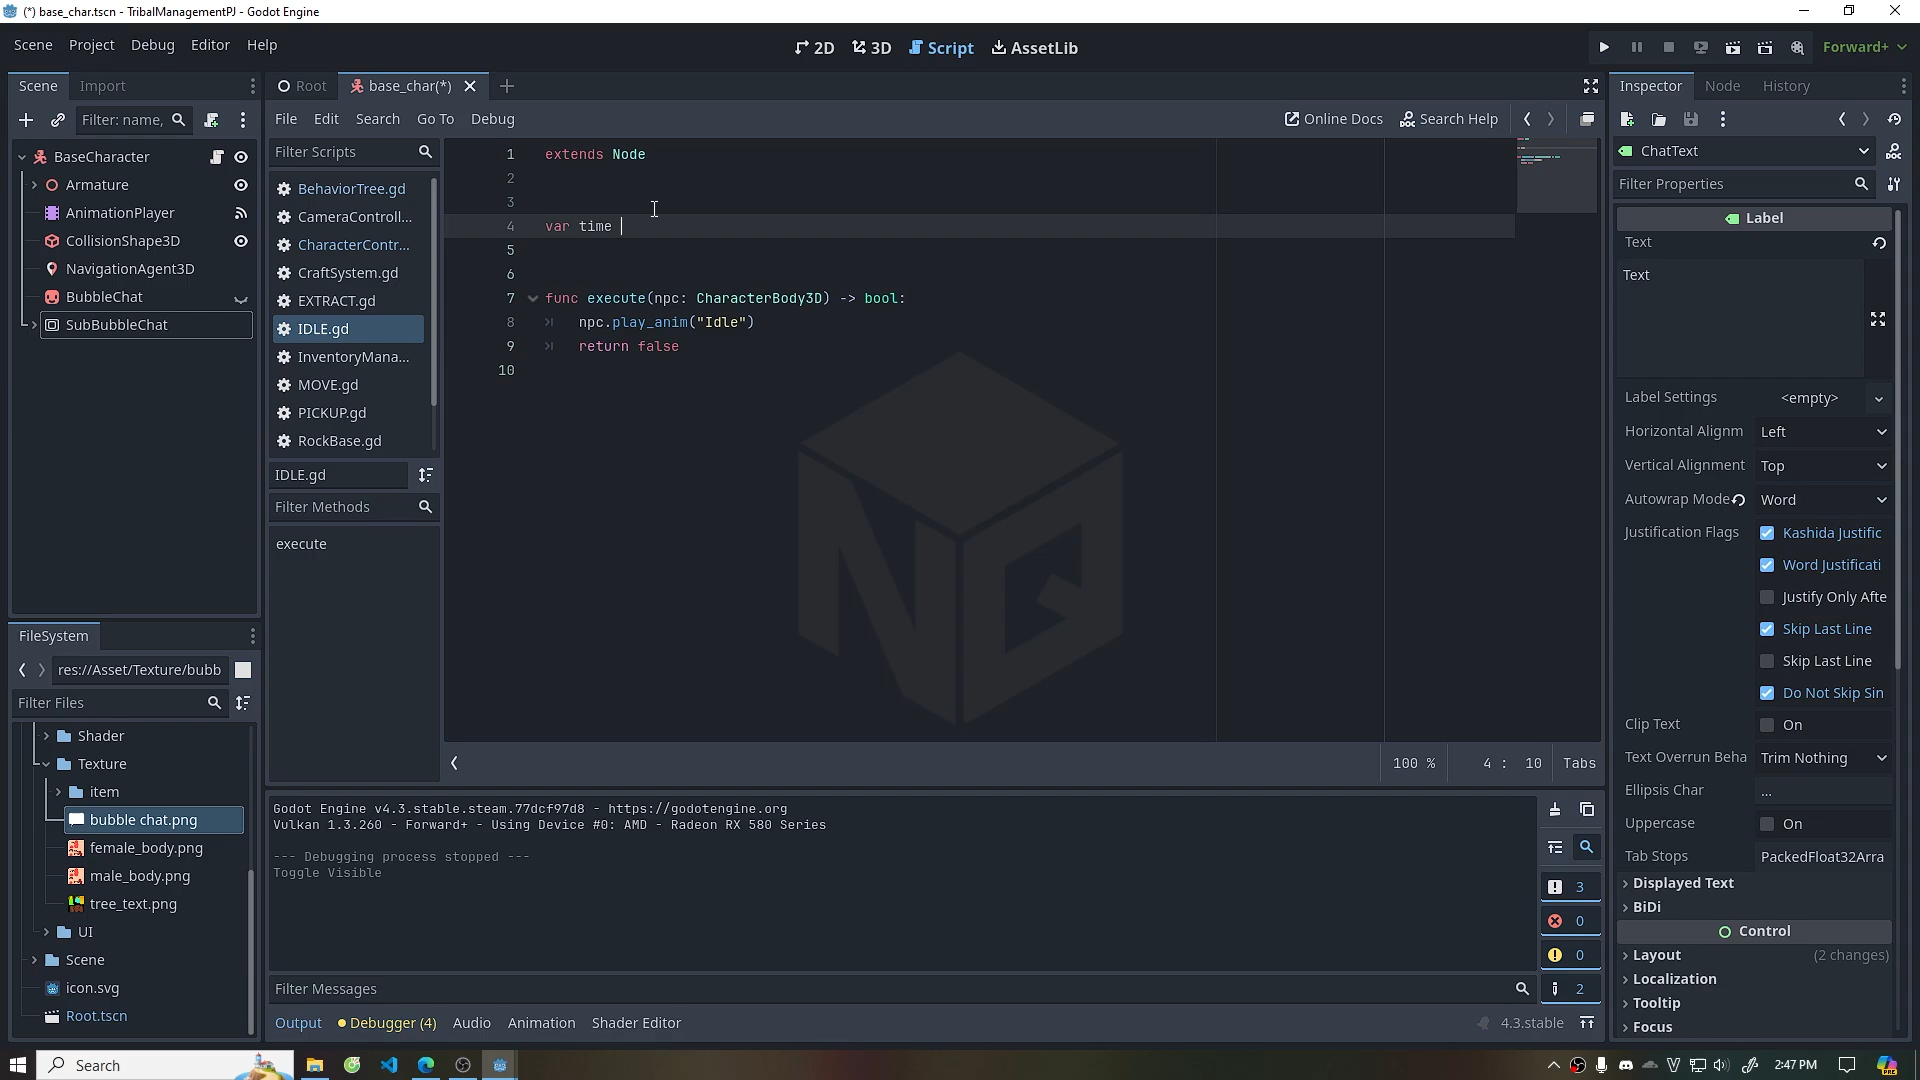 (*) base_char.tscn - TribalManagementPJ - Godot Engine
Scene Project Debug Editor Help
2D 3D Script AssetLib
Forward+
Scene Import
Filter: name,
BaseCharacter
Armature
AnimationPlayer
CollisionShape3D
NavigationAgent3D
BubbleChat
SubBubbleChat
FileSystem
res://Asset/Texture/bubb
Filter Files
Shader
Texture
item
bubble chat.png
female_body.png
male_body.png
tree_text.png
UI
Scene
icon.svg
Root.tscn
Root base_char(*)
File Edit Search Go To Debug
Online Docs Search Help
Filter Scripts
BehaviorTree.gd
CameraControll...
CharacterContr...
CraftSystem.gd
EXTRACT.gd
IDLE.gd
InventoryMana...
MOVE.gd
PICKUP.gd
RockBase.gd
IDLE.gd
Filter Methods
execute
1 extends Node
2
3
4 var time
5
6
7 func execute(npc: CharacterBody3D) -> bool:
8 npc.play_anim("Idle")
9 return false
10
100 % 4 : 10 Tabs
Godot Engine v4.3.stable.steam.77dcf97d8 - https://godotengine.org
Vulkan 1.3.260 - Forward+ - Using Device #0: AMD - Radeon RX 580 Series
--- Debugging process stopped ---
Toggle Visible
3
0
0
2
Filter Messages
Output Debugger (4) Audio Animation Shader Editor
4.3.stable
Inspector Node History
ChatText
Filter Properties
Label
Text
Text
Label Settings <empty>
Horizontal Alignm Left
Vertical Alignment Top
Autowrap Mode Word
Justification Flags Kashida Justific
Word Justificati
Justify Only Afte
Skip Last Line
Skip Last Line
Do Not Skip Sin
Clip Text On
Text Overrun Beha Trim Nothing
Ellipsis Char ...
Uppercase On
Tab Stops PackedFloat32Arra
Displayed Text
BiDi
Control
Layout (2 changes)
Localization
Tooltip
Focus
Search
2:47 PM